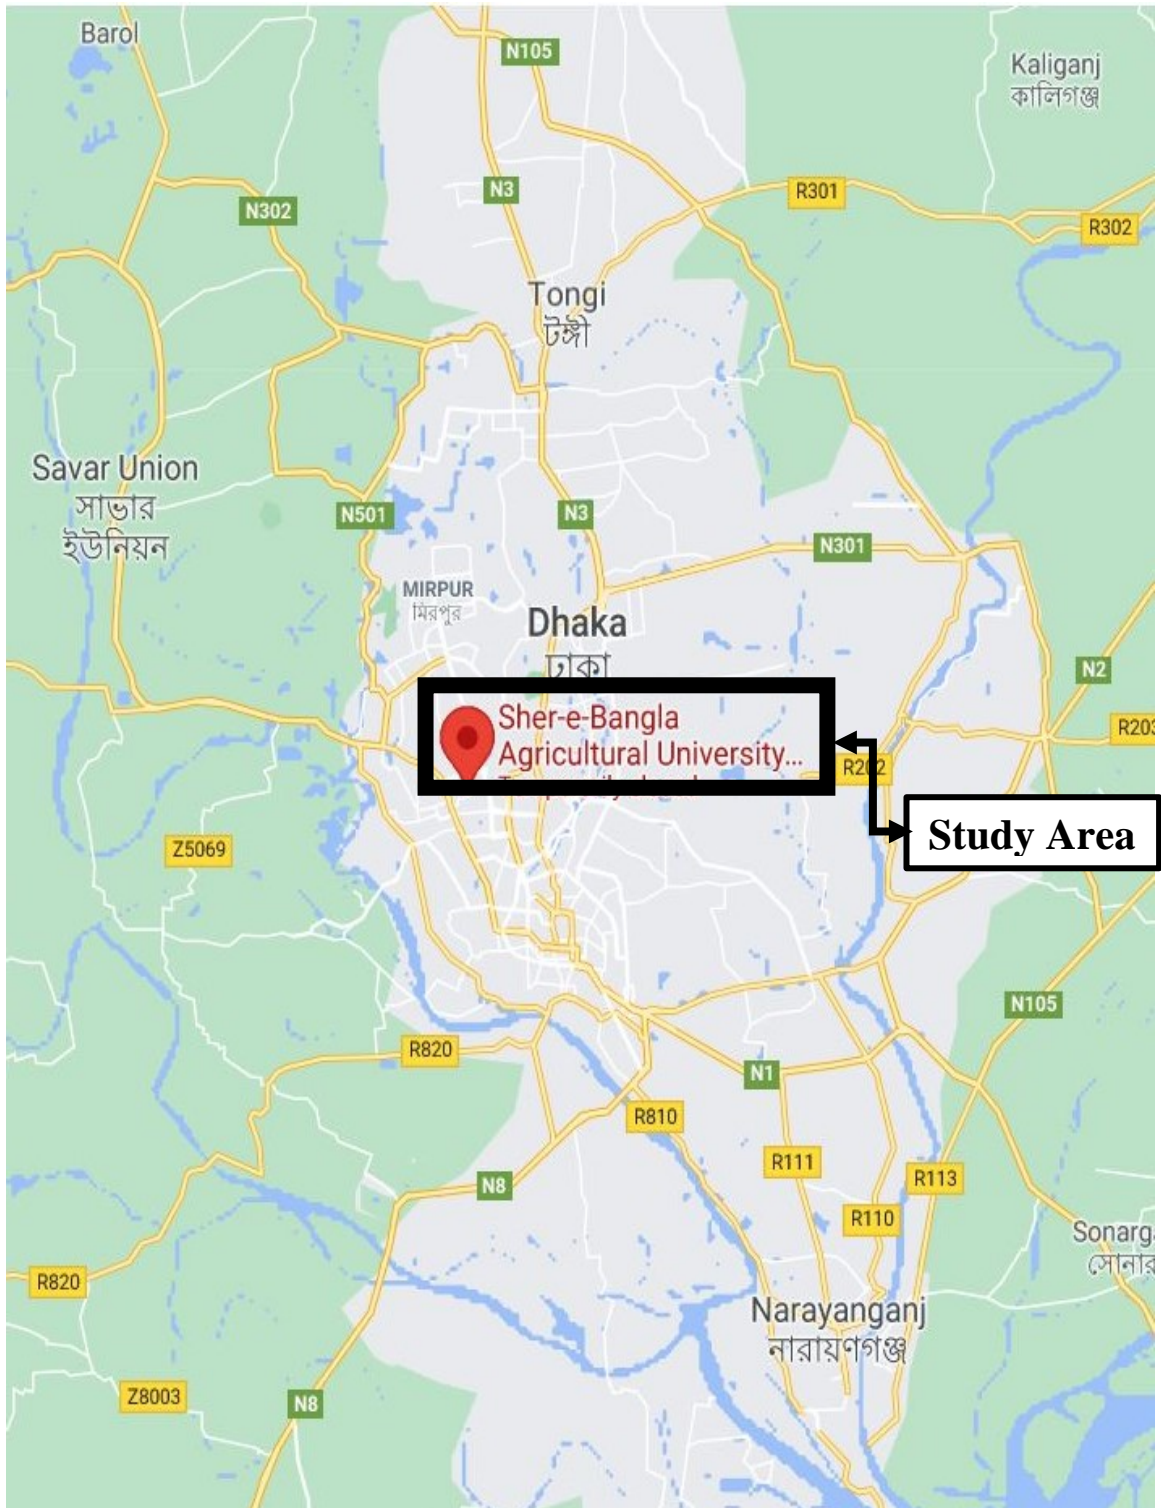 Barol
N105
Kaliganj
কালিগঞ্জ
N3
R301
N302
R302
Tongi
টঙ্গী
Savar Union
সাভার
ইউনিয়ন
N501
N3
N301
MIRPUR
মিরপুর
Dhaka
ঢাকা
N2
Sher-e-Bangla
Agricultural University...
R203
R202
Study Area
Z5069
N105
R820
N1
R810
R111
R113
N8
R110
Sonarg
সোনার
R820
Narayanganj
নারায়ণগঞ্জ
Z8003
N8